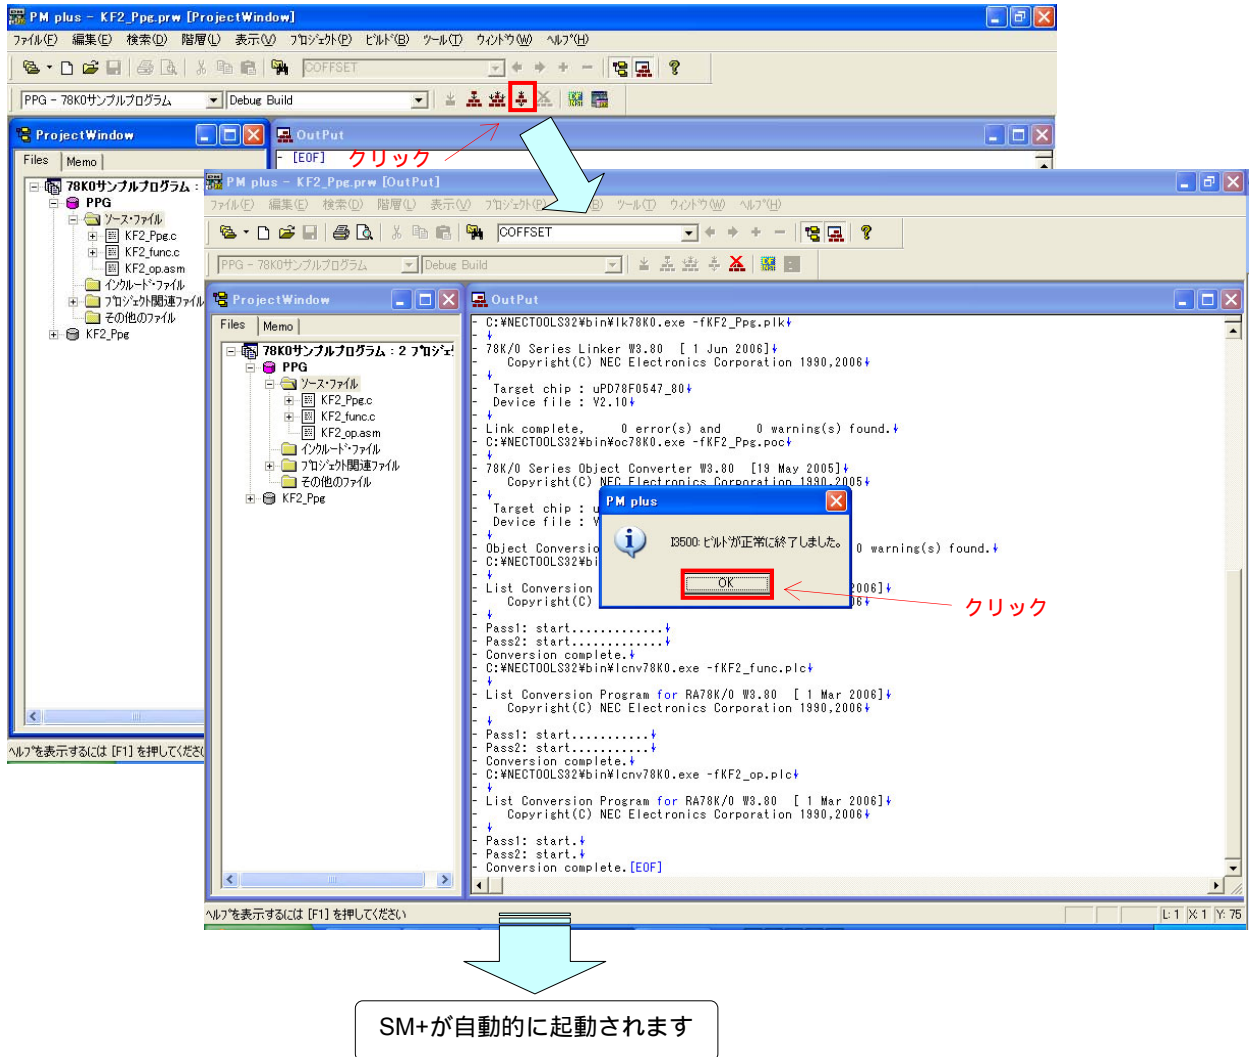 PM plus - KF2_Ppg.prw [ProjectWindow]
ファイル(F) 編集(E) 検索(D) 階層(L) 表示(V) プロジェクト(P) ビルド(B) ツール(T) ウィンドウ(W) ヘルプ(H)
COFFSET
PPG - 78K0サンプルプログラム Debug Build
ProjectWindow
OutPut
Files Memo
- [EOF]
クリック
78K0サンプルプログラム :
PPG
ソース・ファイル
KF2_Ppg.c
KF2_func.c
KF2_op.asm
インクルード・ファイル
プロジェクト関連ファイル
その他のファイル
KF2_Ppg
ヘルプを表示するには [F1] を押してくださ
PM plus - KF2_Ppg.prw [OutPut]
ファイル(F) 編集(E) 検索(D) 階層(L) 表示(V) プロジェクト(P) (B) ツール(T) ウィンドウ(W) ヘルプ(H)
COFFSET
PPG - 78K0サンプルプログラム Debug Build
ProjectWindow
OutPut
Files Memo
78K0サンプルプログラム : 2 プロジェ
PPG
ソース・ファイル
KF2_Ppg.c
KF2_func.c
KF2_op.asm
インクルード・ファイル
プロジェクト関連ファイル
その他のファイル
KF2_Ppg
- C:¥NECTOOLS32¥bin¥lk78K0.exe -fKF2_Ppg.plk↓
- ↓
- 78K/0 Series Linker W3.80 [ 1 Jun 2006]↓
- Copyright(C) NEC Electronics Corporation 1990,2006↓
- ↓
- Target chip : uPD78F0547_80↓
- Device file : V2.10↓
- ↓
- Link complete, 0 error(s) and 0 warning(s) found.↓
- C:¥NECTOOLS32¥bin¥oc78K0.exe -fKF2_Ppg.poc↓
- ↓
- 78K/0 Series Object Converter W3.80 [19 May 2005]↓
- Copyright(C) NEC Electronics Corporation 1990,2005↓
- ↓
- Target chip : u
- Device file : V
- ↓
- Object Conversio 0 warning(s) found.↓
- C:¥NECTOOLS32¥bi
- ↓
- List Conversion 2006]↓
- Copyright(C) 06↓
- ↓
- Pass1: start.............↓
- Pass2: start.............↓
- Conversion complete.↓
- C:¥NECTOOLS32¥bin¥lcnv78K0.exe -fKF2_func.plc↓
- ↓
- List Conversion Program for RA78K/0 W3.80 [ 1 Mar 2006]↓
- Copyright(C) NEC Electronics Corporation 1990,2006↓
- ↓
- Pass1: start...........↓
- Pass2: start...........↓
- Conversion complete.↓
- C:¥NECTOOLS32¥bin¥lcnv78K0.exe -fKF2_op.plc↓
- ↓
- List Conversion Program for RA78K/0 W3.80 [ 1 Mar 2006]↓
- Copyright(C) NEC Electronics Corporation 1990,2006↓
- ↓
- Pass1: start.↓
- Pass2: start.↓
- Conversion complete.[EOF]
PM plus
I3500: ビルドが正常に終了しました。
OK
クリック
ヘルプを表示するには [F1] を押してください
L: 1 X: 1 Y: 75
SM+が自動的に起動されます